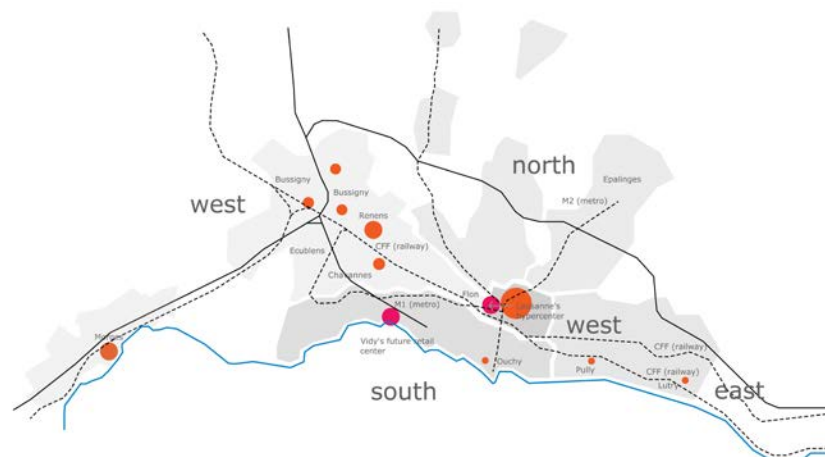 north
Bussigny
Epalinges
Bussigny
west
M2 (metro)
Renens
Ecublens
CFF (railway)
Chavannes
Flon
M1 (metro)
Lausanne's
hypercenter
west
Morges
Vidy's future retail
center
CFF (railway)
Ouchy
Pully
CFF (railway)
Lutry
south
east